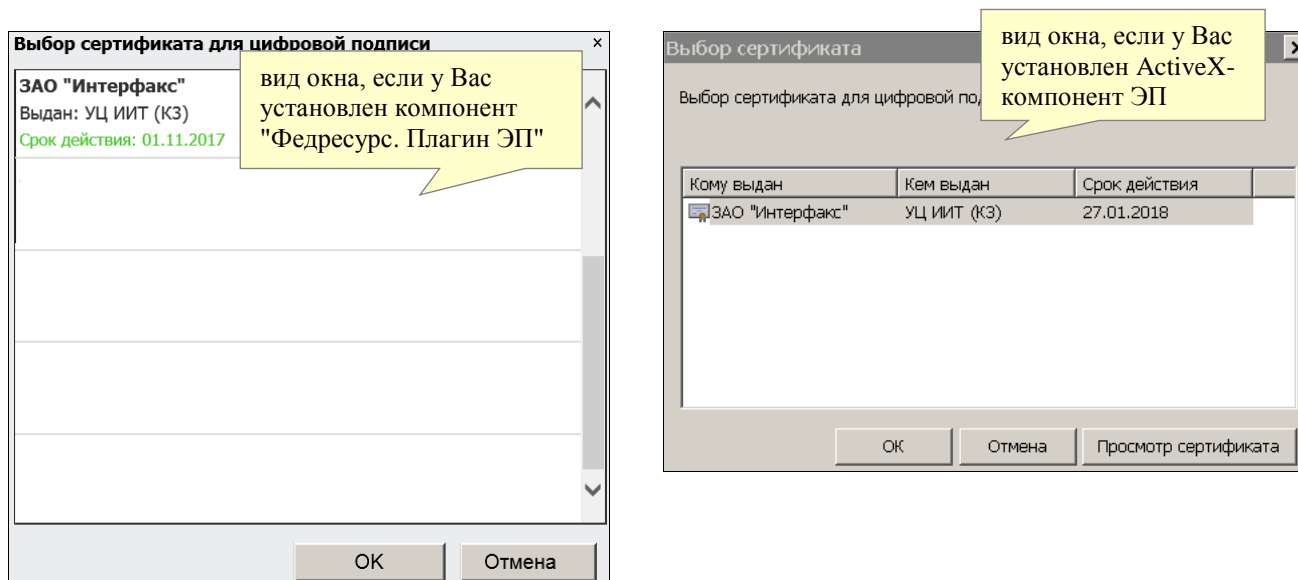 Выбор сертификата для цифровой подписи
×
ЗАО "Интерфакс"
Выдан: УЦ ИИТ (К3)
Срок действия: 01.11.2017
вид окна, если у Вас
установлен компонент
"Федресурс. Плагин ЭП"
OK
Отмена
Выбор сертификата
вид окна, если у Вас
установлен ActiveX-
компонент ЭП
Выбор сертификата для цифровой
Кому выдан
Кем выдан
Срок действия
ЗАО "Интерфакс"
УЦ ИИТ (К3)
27.01.2018
ОК
Отмена
Просмотр сертификата